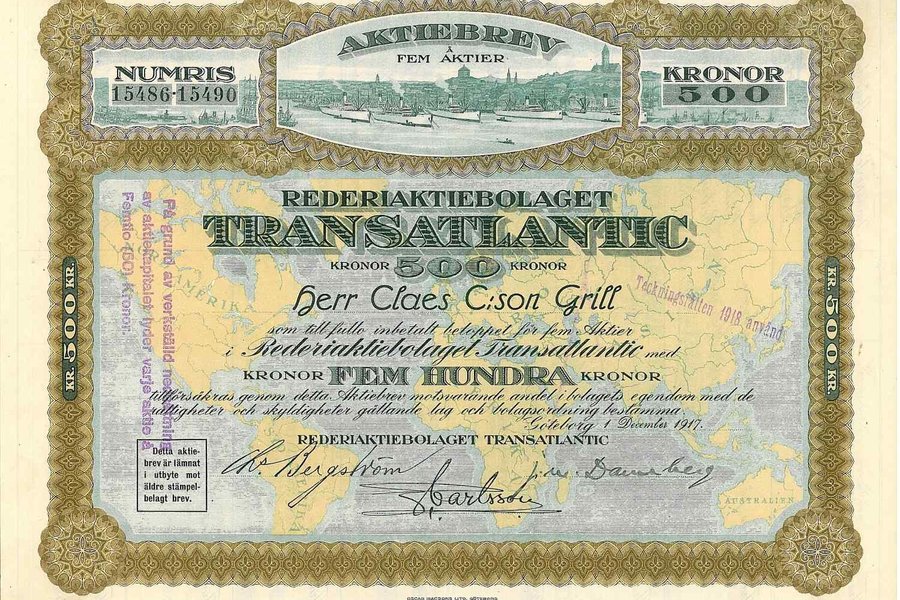 AKTIEBREV
Å
FEM AKTIER
NUMRIS
15486-15490
KRONOR
500
REDERIAKTIEBOLAGET
TRANSATLANTIC
KRONOR 500 KRONOR
Herr Claes C:son Grill
som till fullo inbetalt beloppet för fem Aktier
i Rederiaktiebolaget Transatlantic med
KRONOR FEM HUNDRA KRONOR
tillförsäkras genom detta Aktiebrev motsvarande andel i bolagets egendom med de
rättigheter och skyldigheter gällande lag och bolagsordning bestämma.
Göteborg 1 December 1917.
REDERIAKTIEBOLAGET TRANSATLANTIC
Bergström
Carlsson
Detta aktie-
brev är lämnat
i utbyte mot
äldre stämpel-
belagt brev.
På grund av verkställd nedsättning
av aktiekapitalet lyder varje aktie å
Femtio (50) Kronor.
Teckningsrätten 1918 använd
KR. 500 KR.
KR. 500 KR.
AMERIKA
AUSTRALIEN